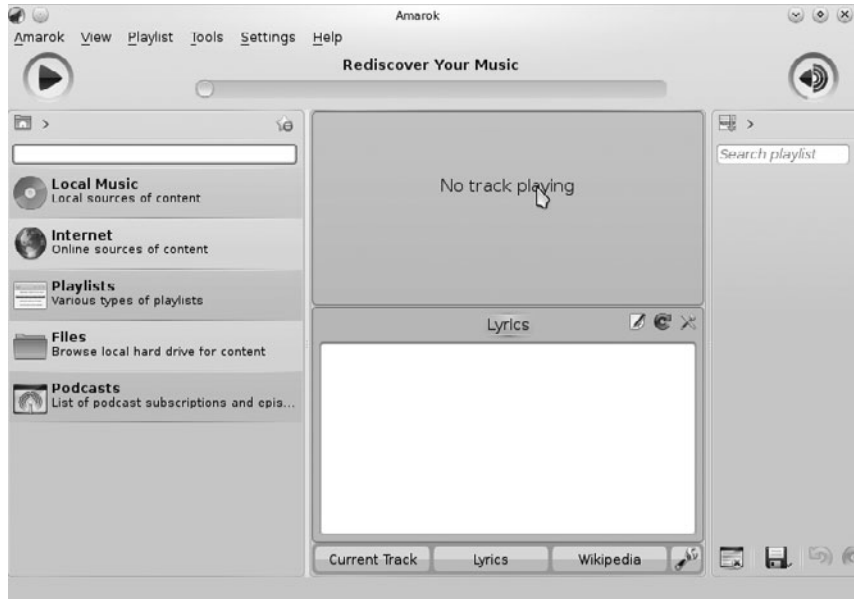 Amarok
Amarok View Playlist Tools Settings Help
Rediscover Your Music
Local Music
Local sources of content
Internet
Online sources of content
Playlists
Various types of playlists
Files
Browse local hard drive for content
Podcasts
List of podcast subscriptions and epis...
No track playing
Lyrics
Current Track Lyrics Wikipedia
Search playlist